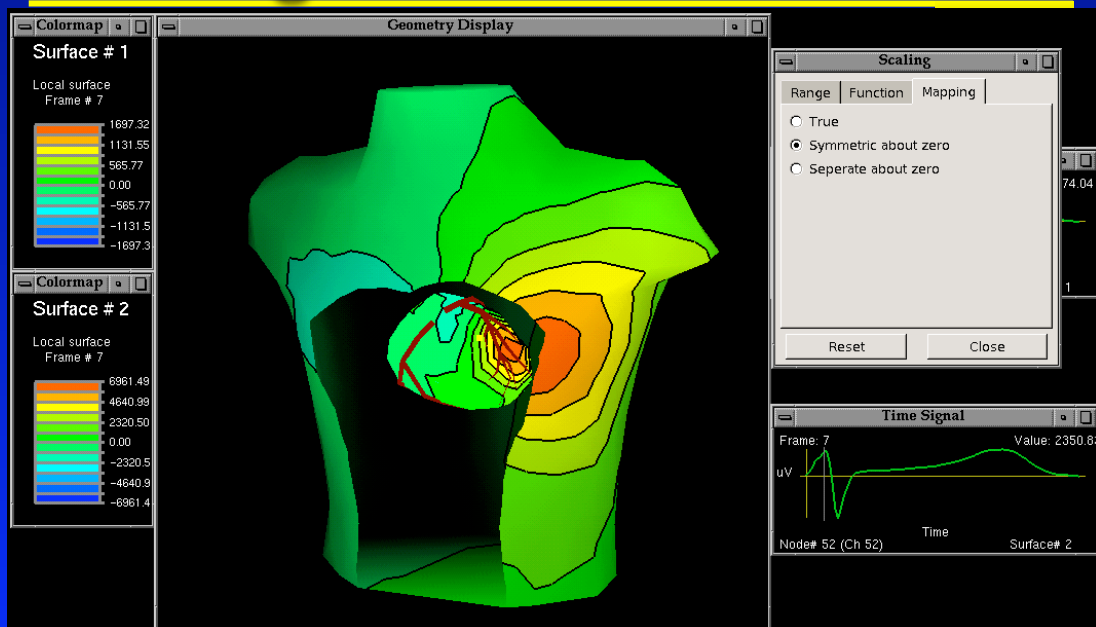 Colormap
Surface # 1
Local surface
Frame # 7
1697.32
1131.55
565.77
0.00
-565.77
-1131.5
-1697.3
Colormap
Surface # 2
Local surface
Frame # 7
6961.49
4640.99
2320.50
0.00
-2320.5
-4640.9
-6961.4
Geometry Display
Scaling
Range Function Mapping
True
Symmetric about zero
Seperate about zero
Reset Close
74.04
1
Time Signal
Frame: 7 Value: 2350.83
uV
Time
Node# 52 (Ch 52) Surface# 2